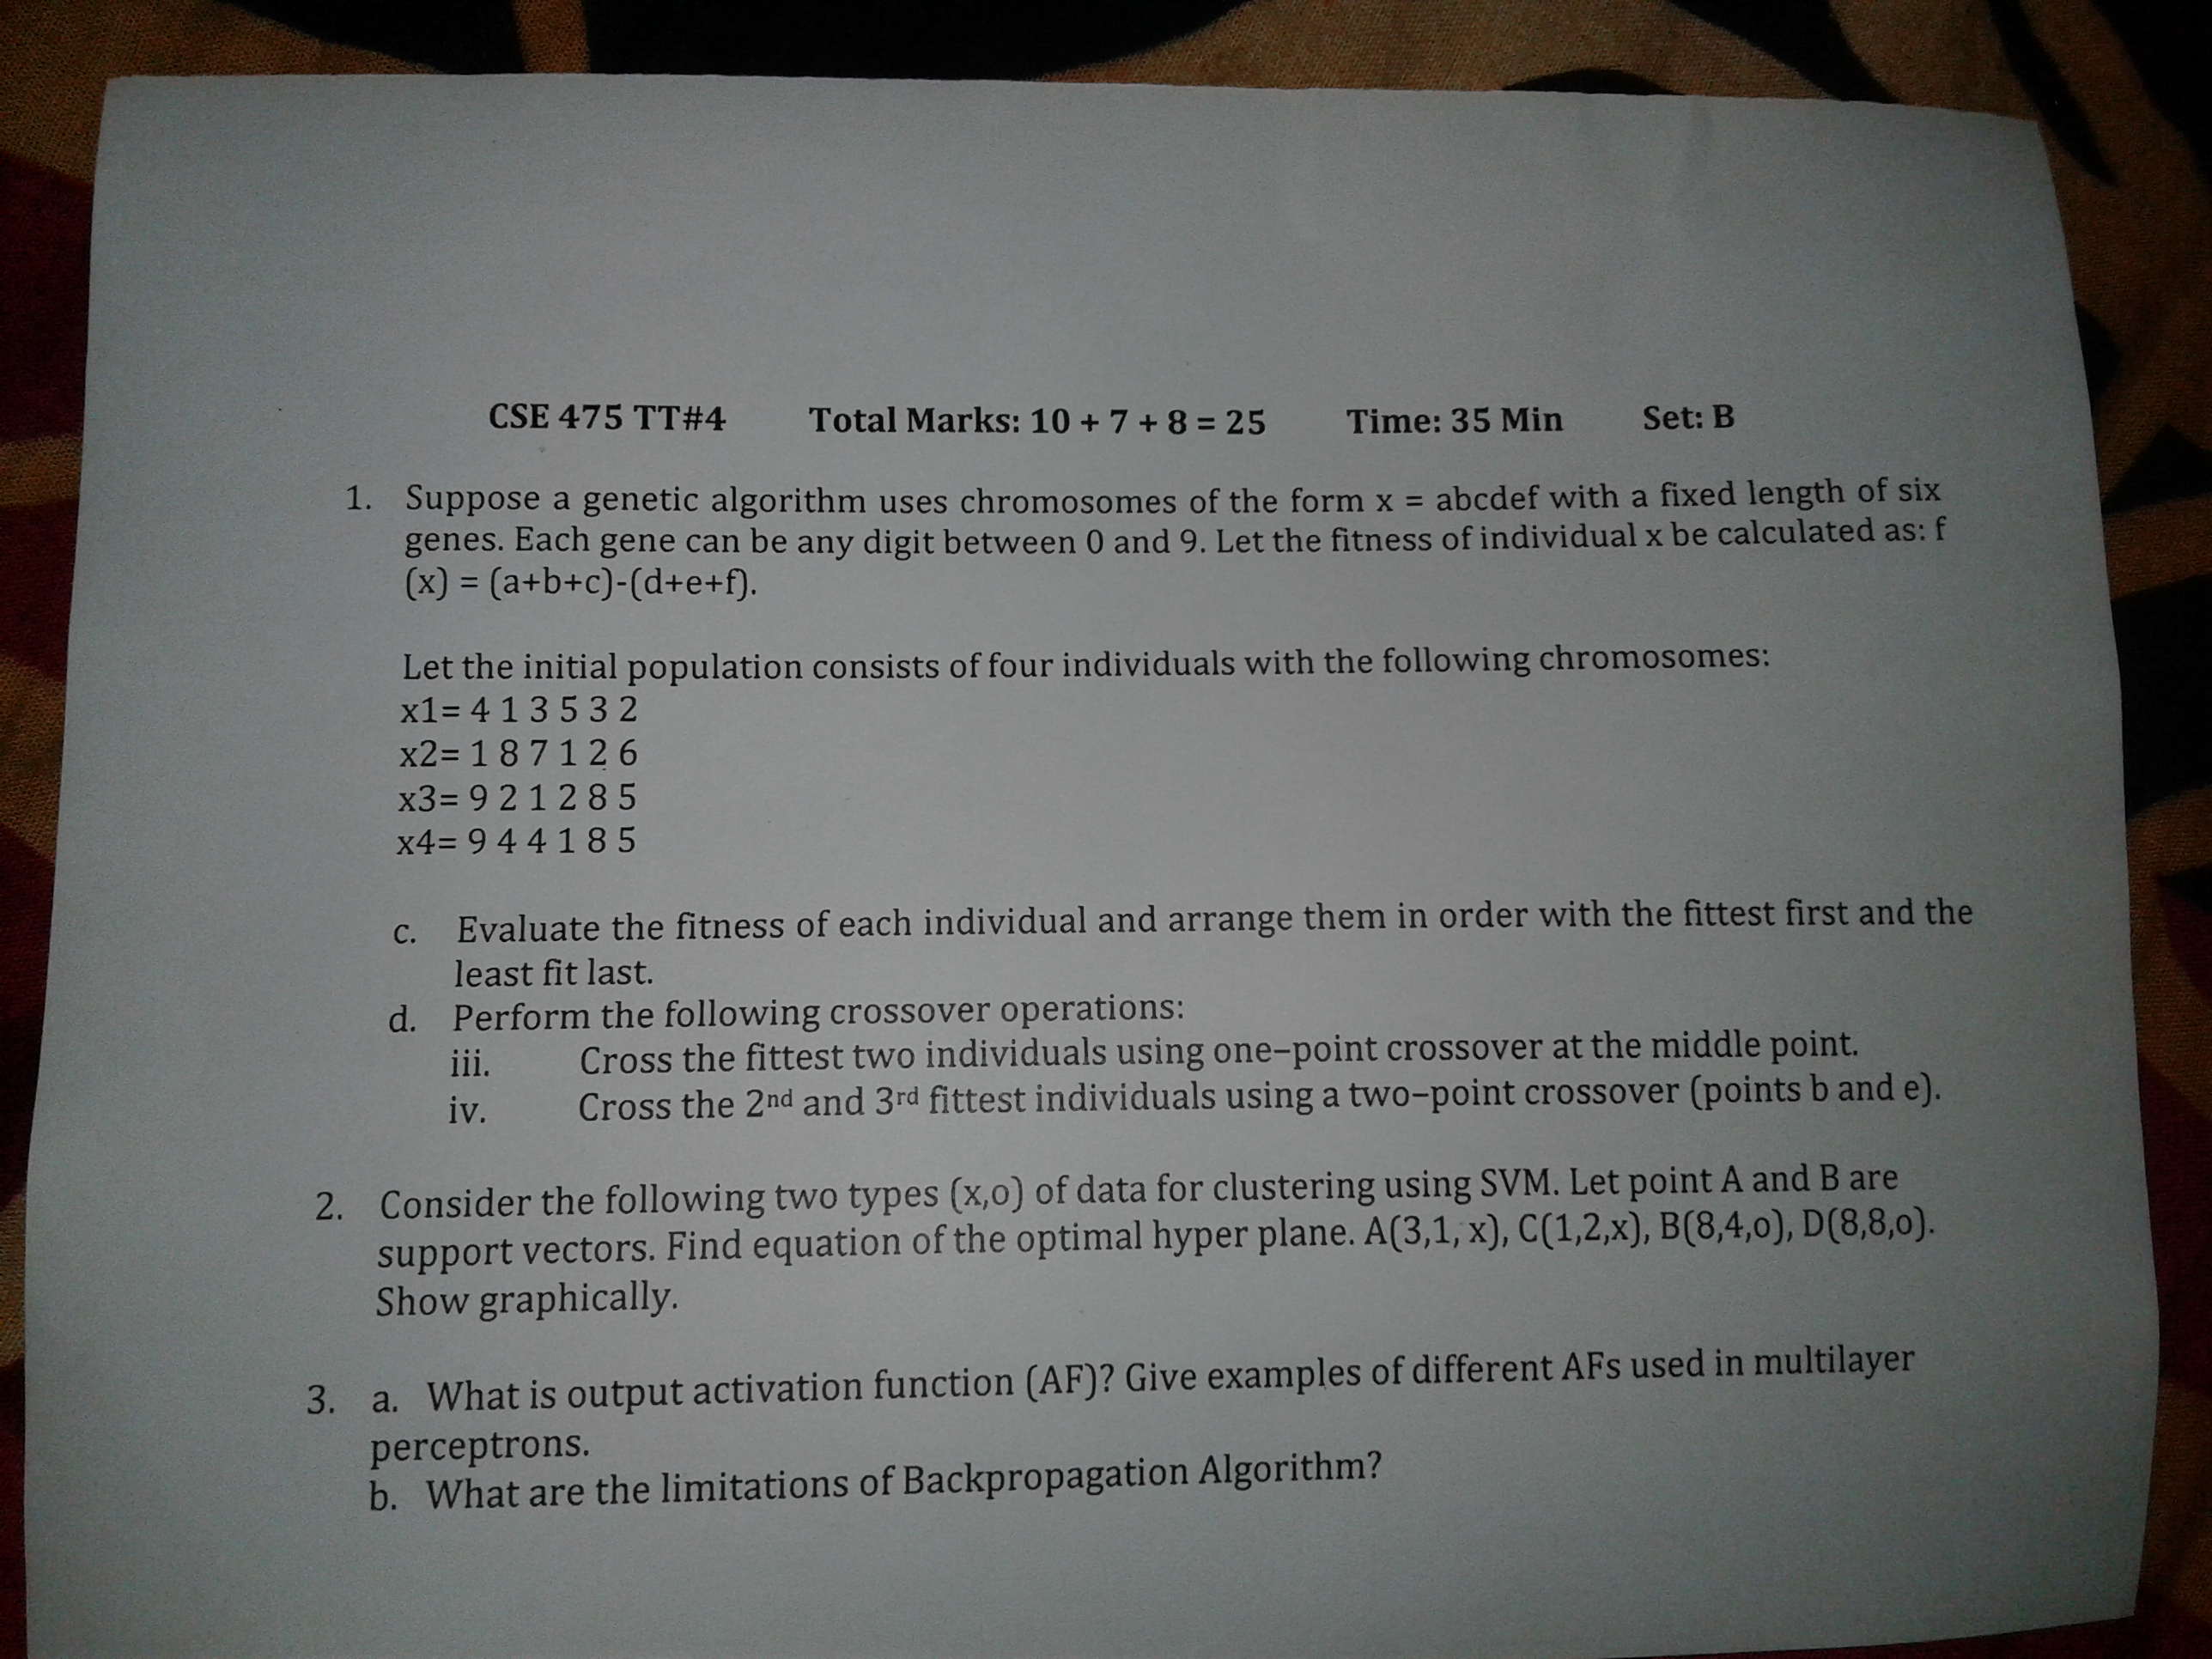 CSE 475 TT#4 Total Marks: 10 + 7 + 8 = 25 Time: 35 Min Set: B
1. Suppose a genetic algorithm uses chromosomes of the form x = abcdef with a fixed length of six
genes. Each gene can be any digit between 0 and 9. Let the fitness of individual x be calculated as: f
(x) = (a+b+c)-(d+e+f).
Let the initial population consists of four individuals with the following chromosomes:
x1= 4 1 3 5 3 2
x2= 1 8 7 1 2 6
x3= 9 2 1 2 8 5
x4= 9 4 4 1 8 5
c. Evaluate the fitness of each individual and arrange them in order with the fittest first and the
least fit last.
d. Perform the following crossover operations:
iii. Cross the fittest two individuals using one–point crossover at the middle point.
iv. Cross the 2nd and 3rd fittest individuals using a two–point crossover (points b and e).
2. Consider the following two types (x,o) of data for clustering using SVM. Let point A and B are
support vectors. Find equation of the optimal hyper plane. A(3,1, x), C(1,2,x), B(8,4,o), D(8,8,o).
Show graphically.
3. a. What is output activation function (AF)? Give examples of different AFs used in multilayer
perceptrons.
b. What are the limitations of Backpropagation Algorithm?